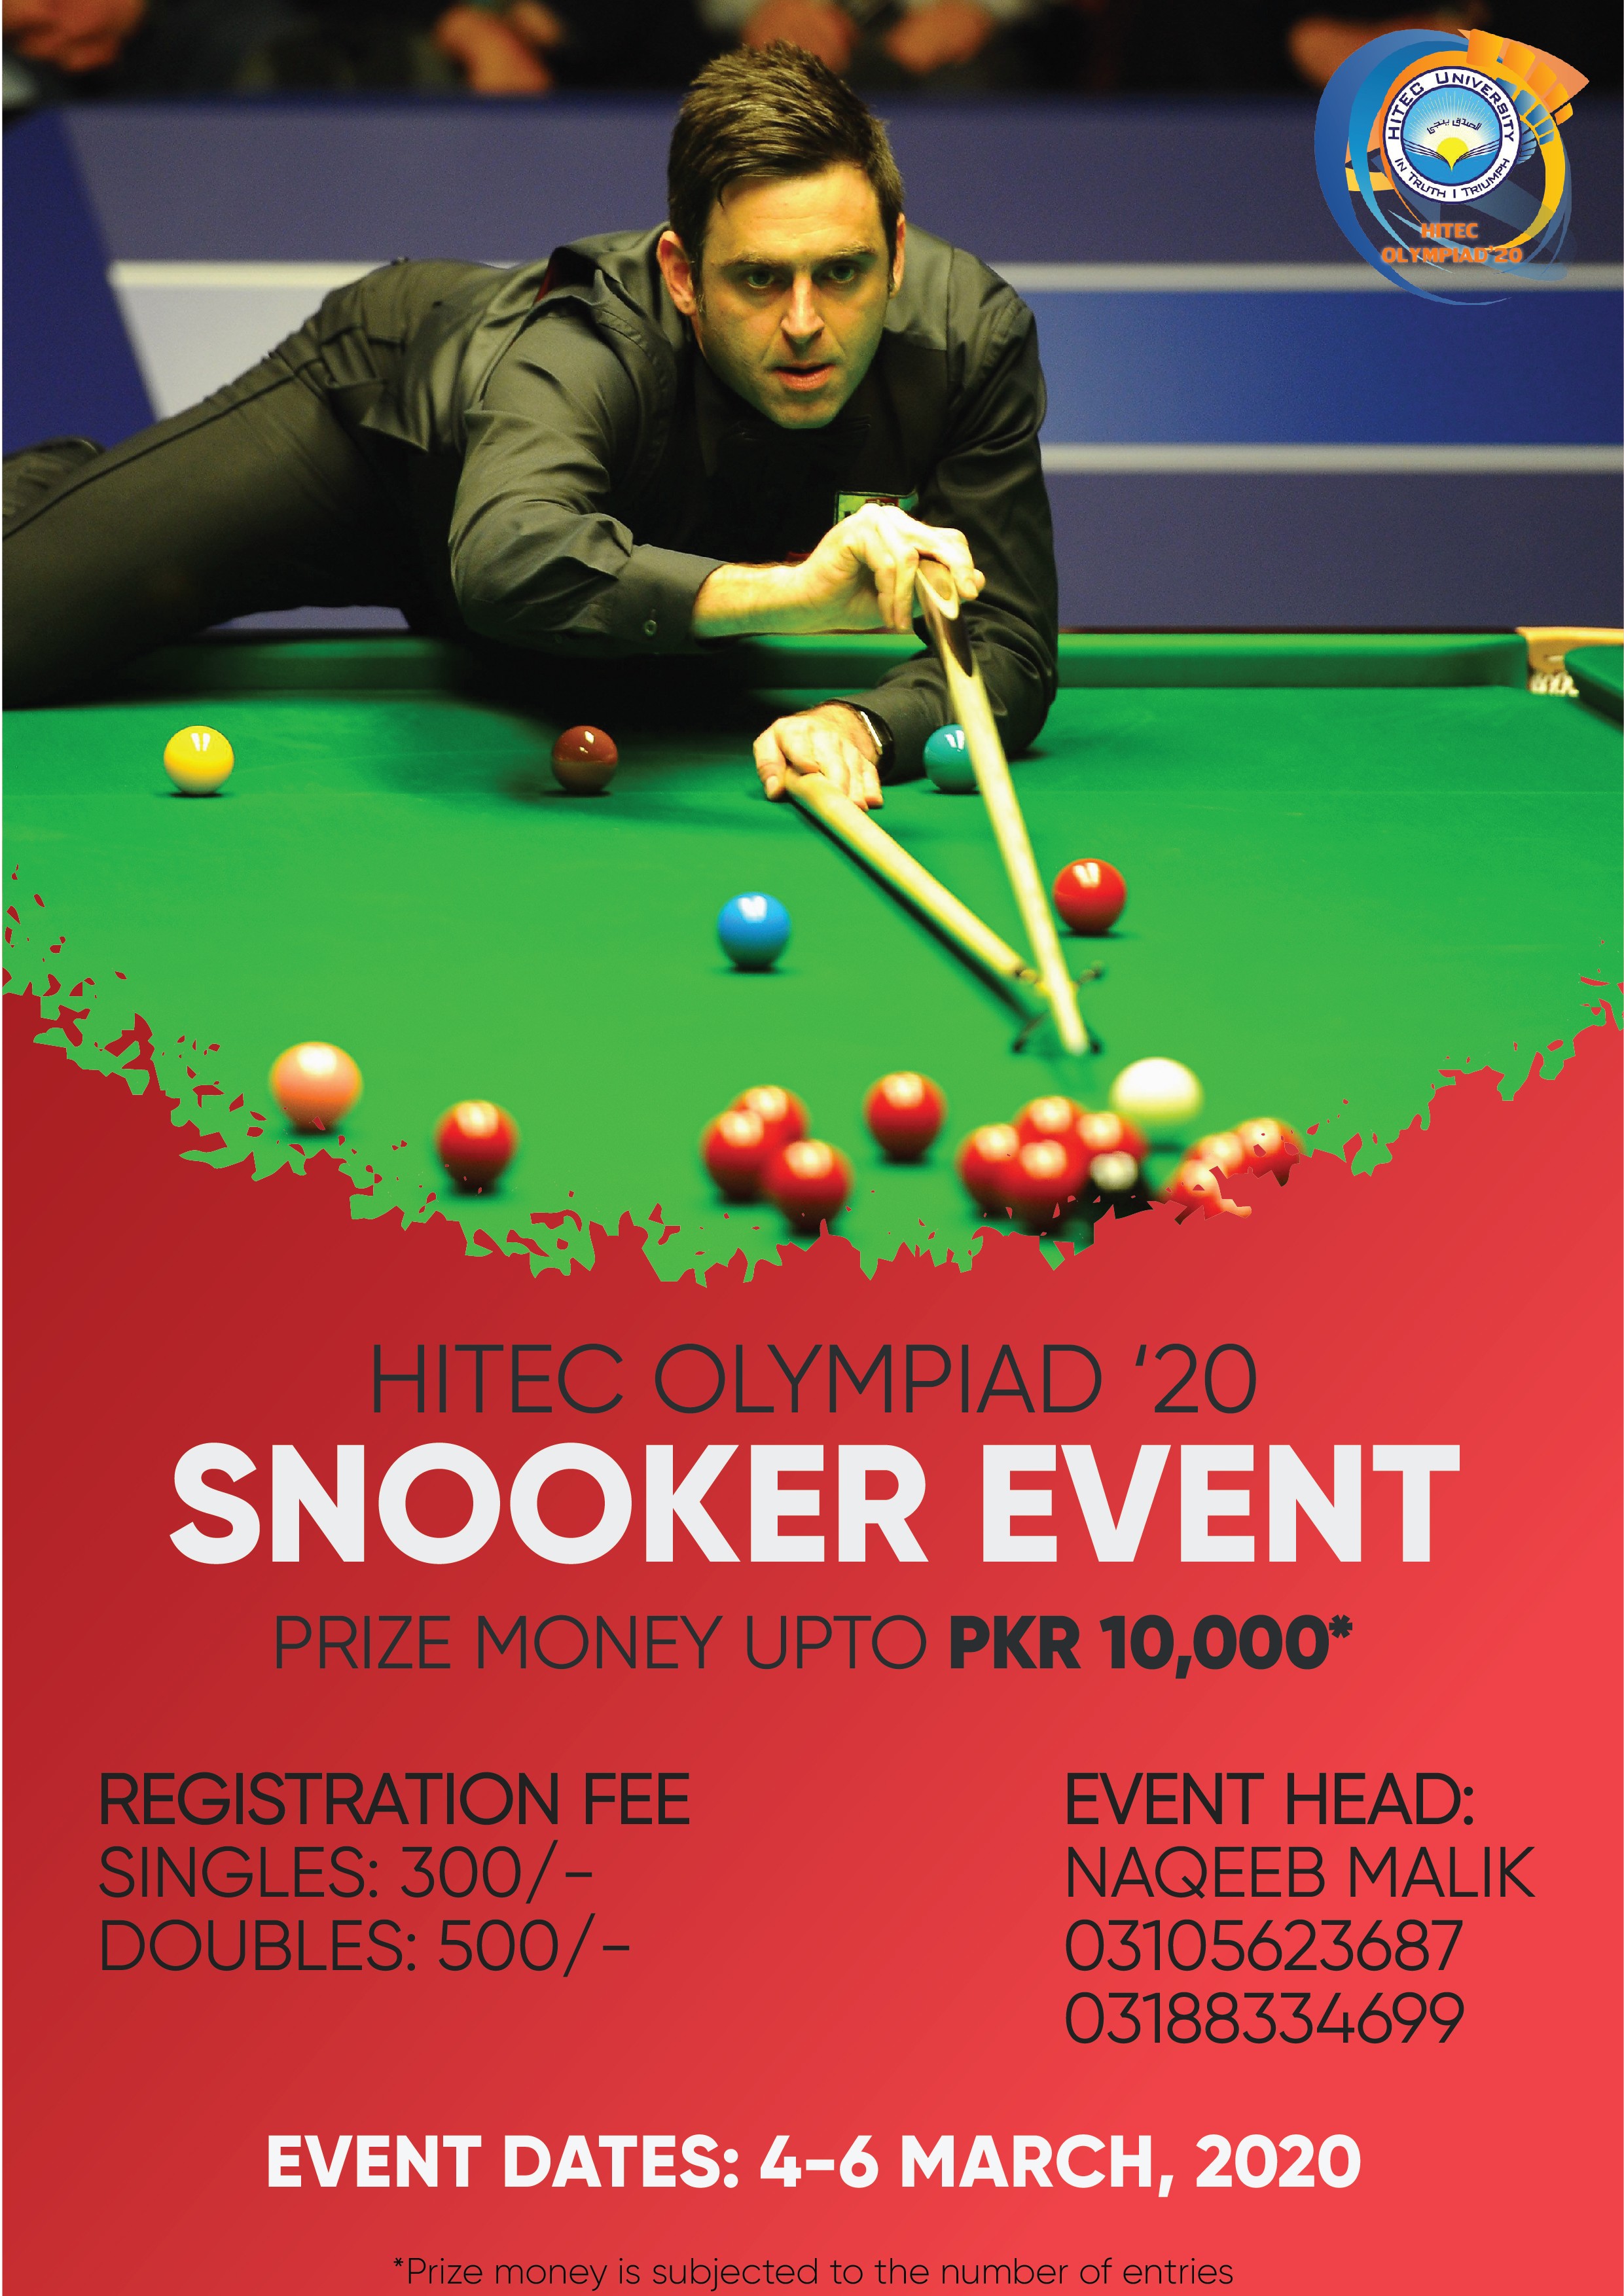 HITEC UNIVERSITY
الصدق ينجي
IN TRUTH I TRIUMPH
HITEC
OLYMPIAD'20
HITEC OLYMPIAD ‘20
SNOOKER EVENT
PRIZE MONEY UPTO PKR 10,000*
REGISTRATION FEE
SINGLES: 300/-
DOUBLES: 500/-
EVENT HEAD:
NAQEEB MALIK
03105623687
03188334699
EVENT DATES: 4-6 MARCH, 2020
*Prize money is subjected to the number of entries